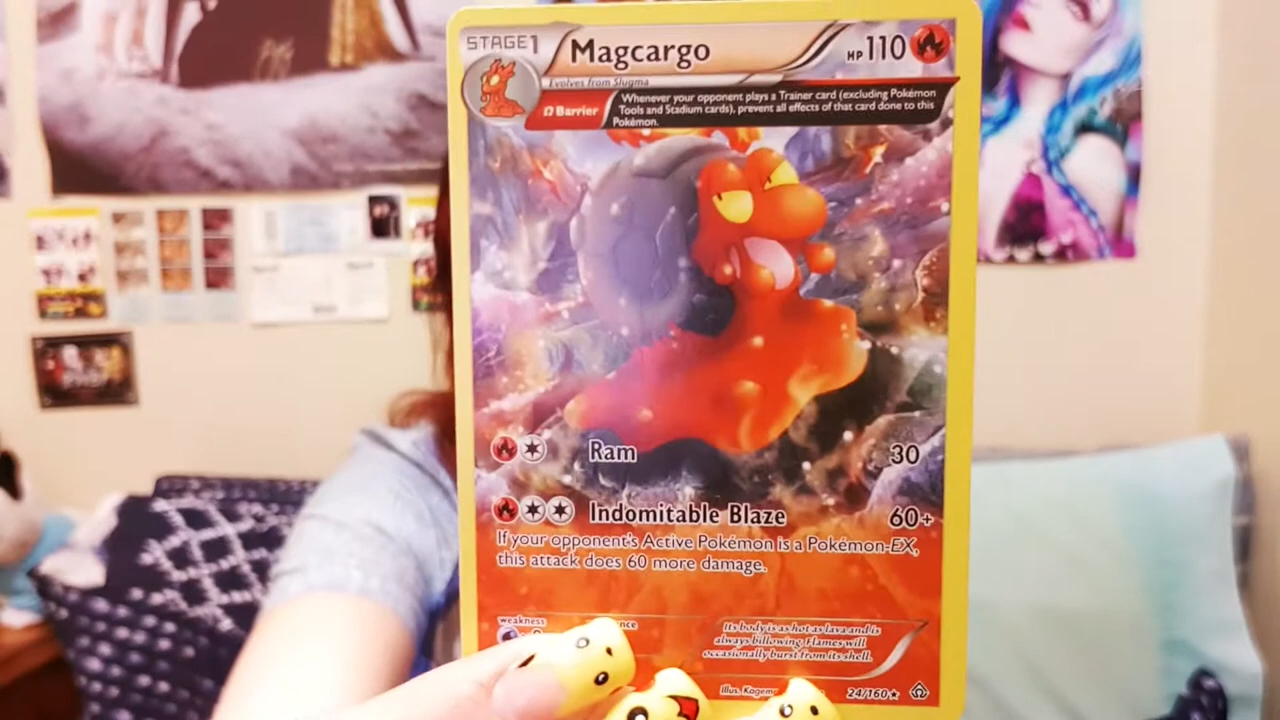 STAGE1 Magcargo HP110
Evolves from Slugma
Ω Barrier
Whenever your opponent plays a Trainer card (excluding Pokémon
Tools and Stadium cards), prevent all effects of that card done to this
Pokémon.
Ram 30
Indomitable Blaze 60+
If your opponent's Active Pokémon is a Pokémon-EX,
this attack does 60 more damage.
weakness
Its body is as hot as lava and is
always billowing. Flames will
occasionally burst from its shell.
Illus. 24/160★